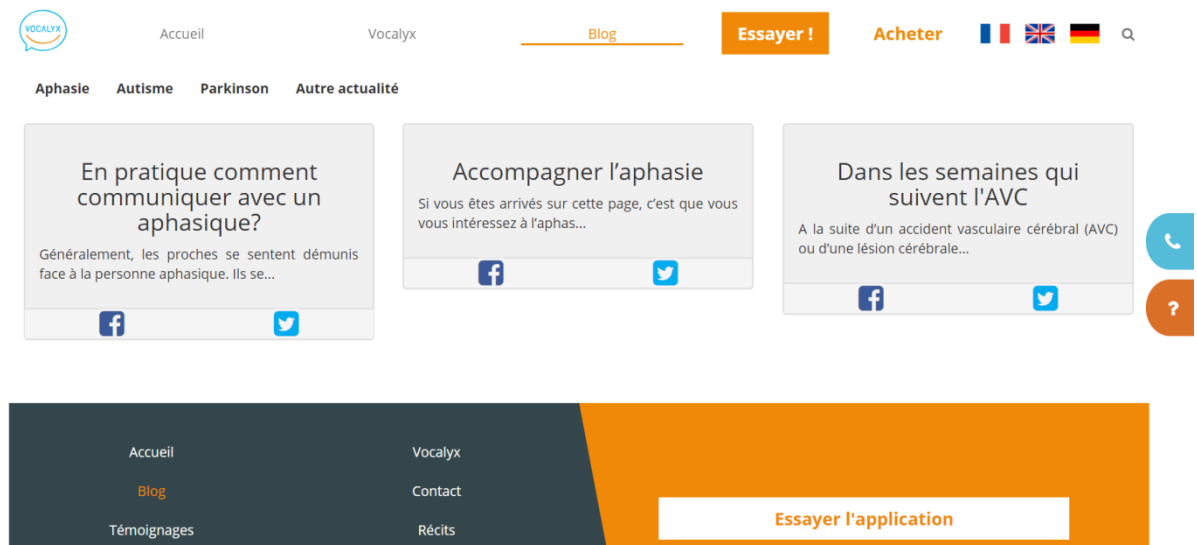 VOCALYX
Accueil
Vocalyx
Blog
Essayer !
Acheter
Aphasie
Autisme
Parkinson
Autre actualité
En pratique comment
communiquer avec un
aphasique?
Généralement, les proches se sentent démunis
face à la personne aphasique. Ils se...
Accompagner l’aphasie
Si vous êtes arrivés sur cette page, c’est que vous
vous intéressez à l’aphas...
Dans les semaines qui
suivent l'AVC
A la suite d’un accident vasculaire cérébral (AVC)
ou d’une lésion cérébrale...
?
Accueil
Vocalyx
Blog
Contact
Témoignages
Récits
Essayer l'application